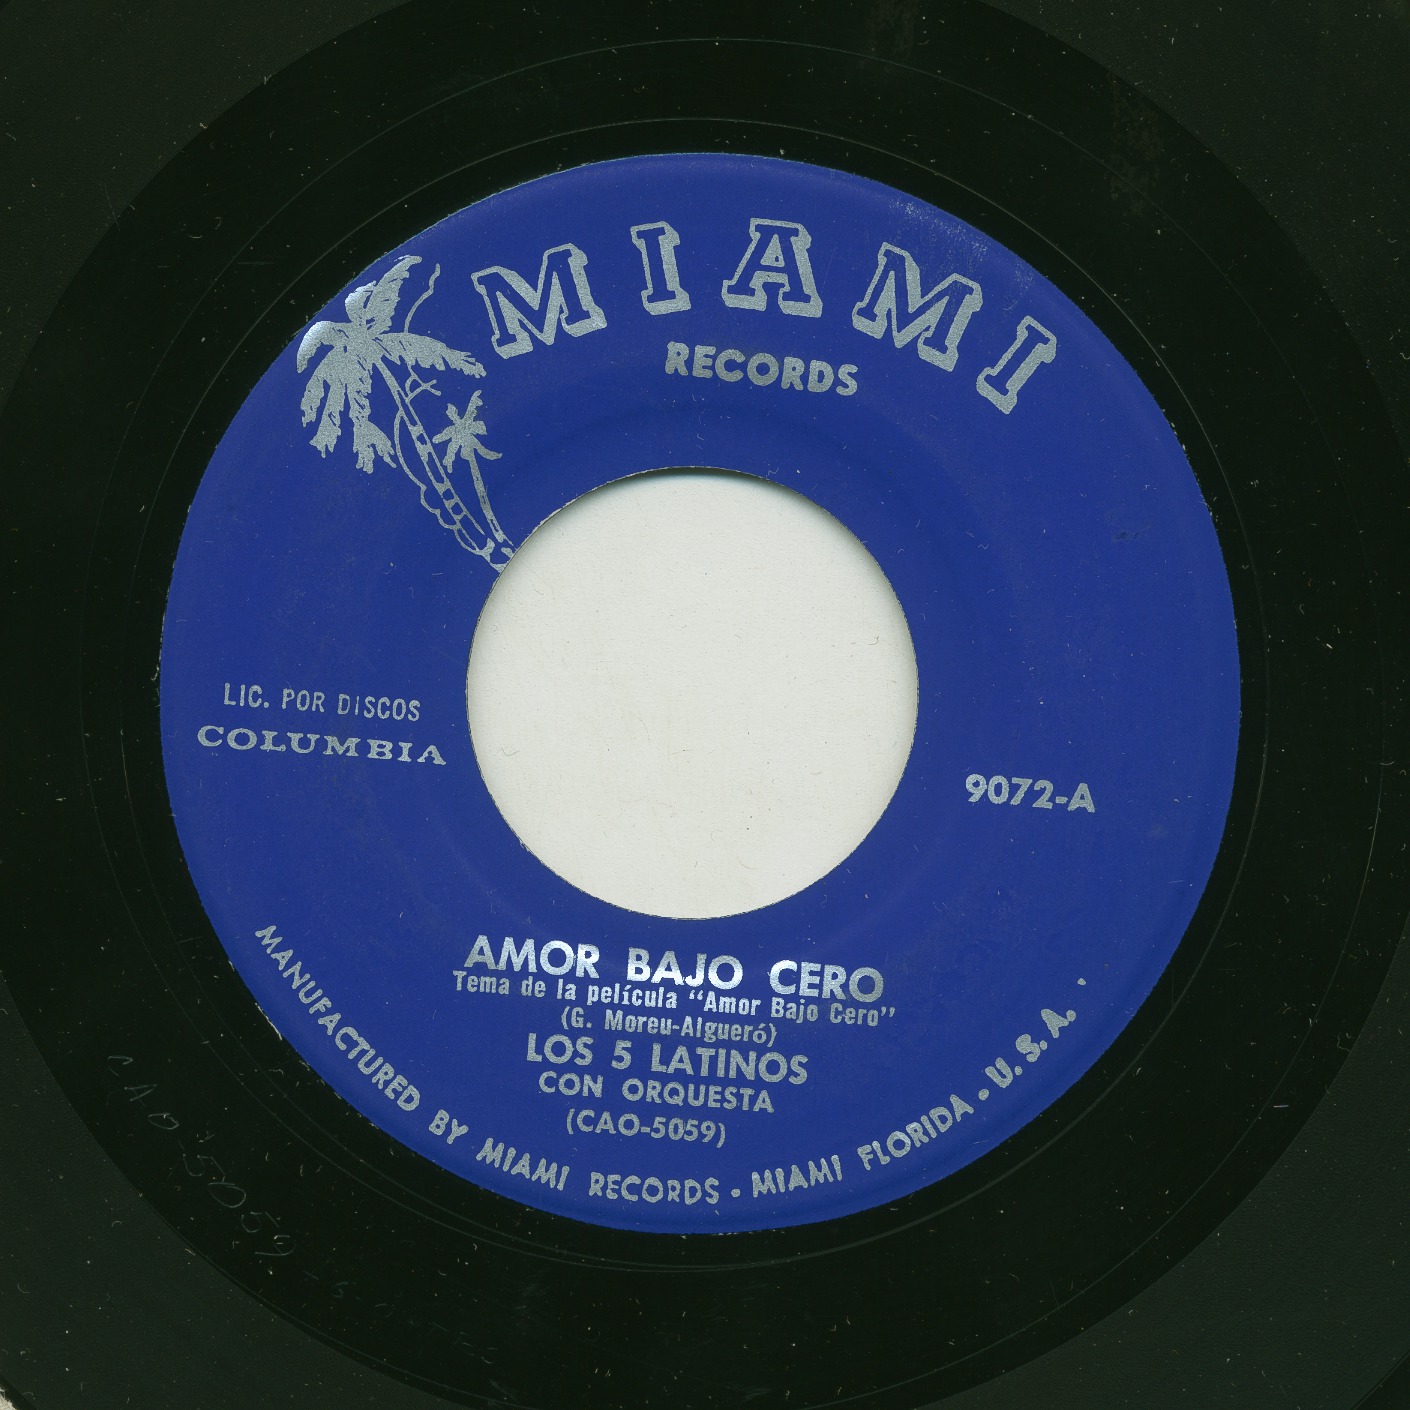 MIAMI
RECORDS
LIC. POR DISCOS
COLUMBIA
9072-A
AMOR BAJO CERO
Tema de la película "Amor Bajo Cero"
(G. Moreu-Algueró)
LOS 5 LATINOS
CON ORQUESTA
(CAO-5059)
MANUFACTURED BY MIAMI RECORDS • MIAMI FLORIDA • U.S.A.
CAO-5059